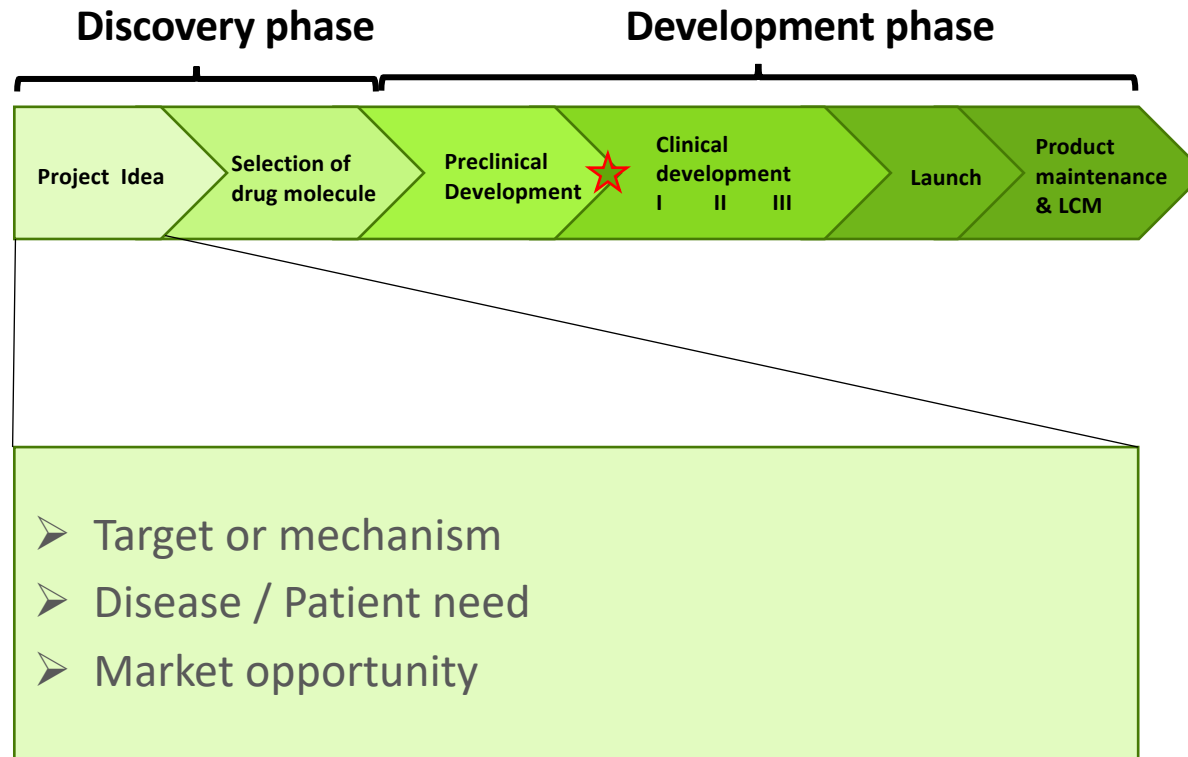 Discovery phase
Development phase
Project Idea
Selection of
drug molecule
Preclinical
Development
Clinical
development
I II III
Launch
Product
maintenance
& LCM
➢ Target or mechanism
➢ Disease / Patient need
➢ Market opportunity